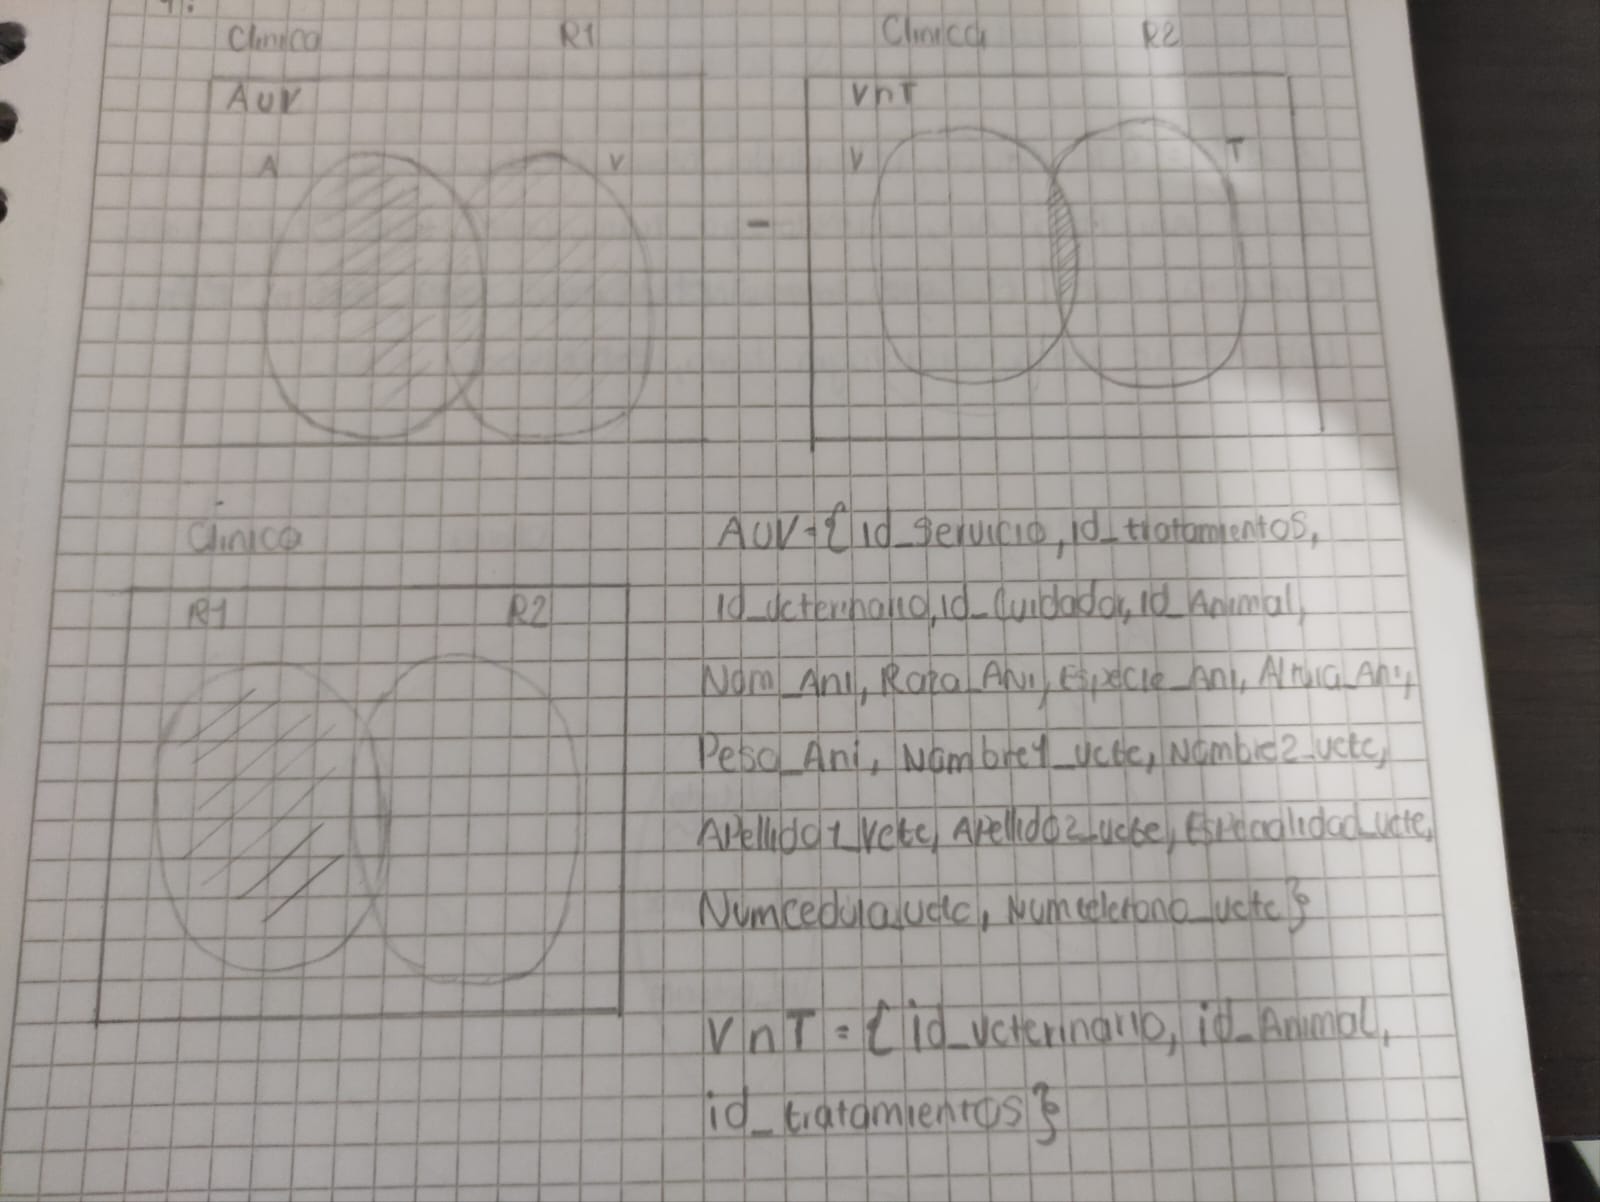 Clinica R1
Clinica R2
AUV
A V
-
VnT
V T
Clinica
R1 R2
AUV={id_servicio, id_tratamientos,
id_veterinario, id_Cuidador, id_Animal,
Nom_Ani, Raza_Ani, Especie_Ani, Altura_Ani,
Peso_Ani, Nombre1_vete, Nombre2_vete,
Apellido1_vete, Apellido2_vete, Especialidad_vete,
Numcedula_vete, Numtelefono_vete}
VnT = {id_veterinario, id_Animal,
id_tratamientos}